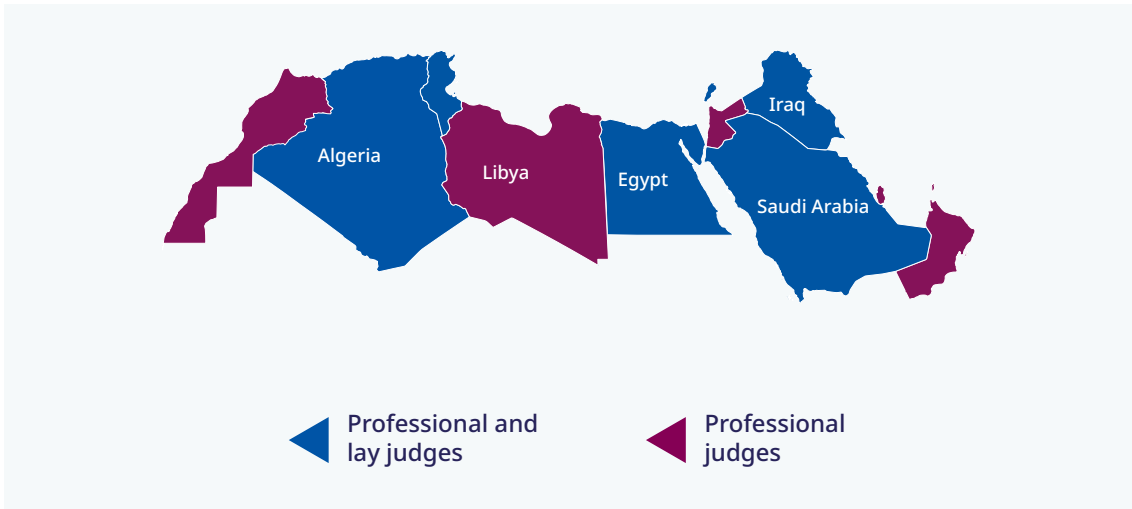 Iraq
Algeria
Libya
Egypt
Saudi Arabia
Professional and
lay judges
Professional
judges